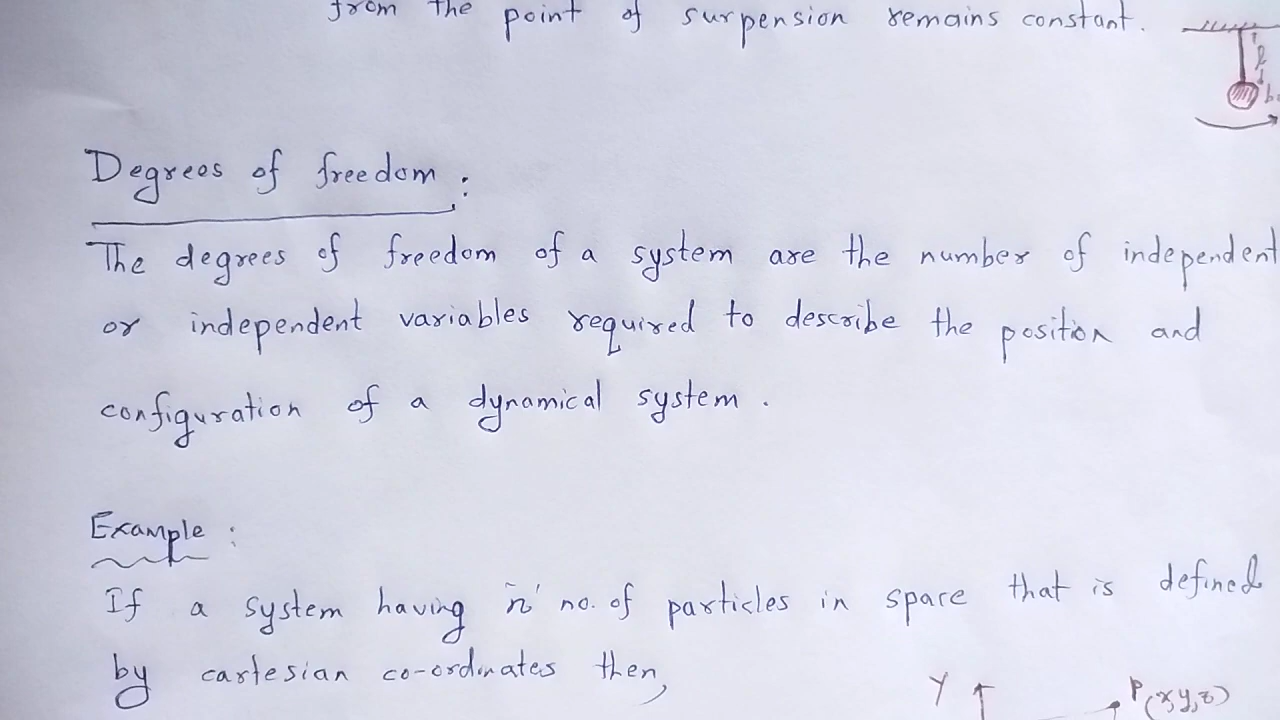 from the point of surpension remains constant.
l
Degrees of freedom :
The degrees of freedom of a system are the number of independent
or independent variables required to describe the position and
configuration of a dynamical system.
Example :
If a system having 'n' no. of particles in space that is defined
by cartesian co-ordinates then,
Y P(x,y,z)